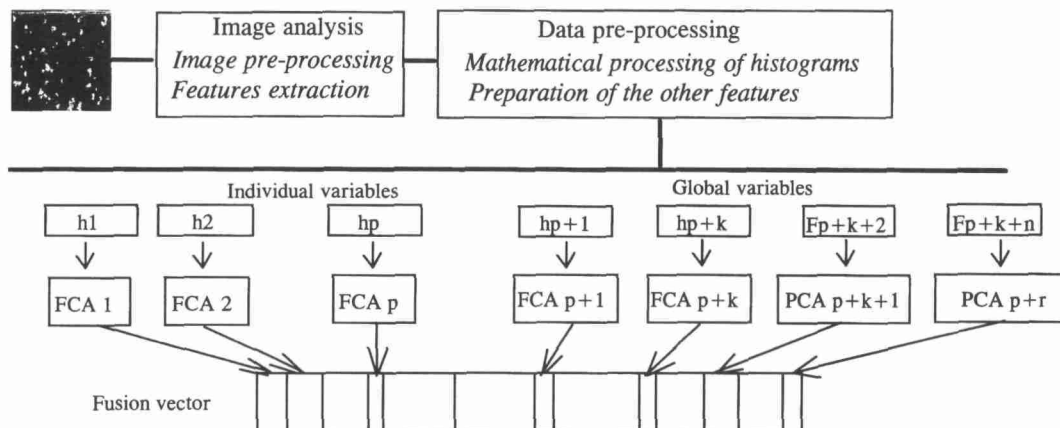 Image analysis
Image pre-processing
Features extraction
Data pre-processing
Mathematical processing of histograms
Preparation of the other features
Individual variables
Global variables
h1
h2
hp
hp+1
hp+k
Fp+k+2
Fp+k+n
FCA 1
FCA 2
FCA p
FCA p+1
FCA p+k
PCA p+k+1
PCA p+r
Fusion vector